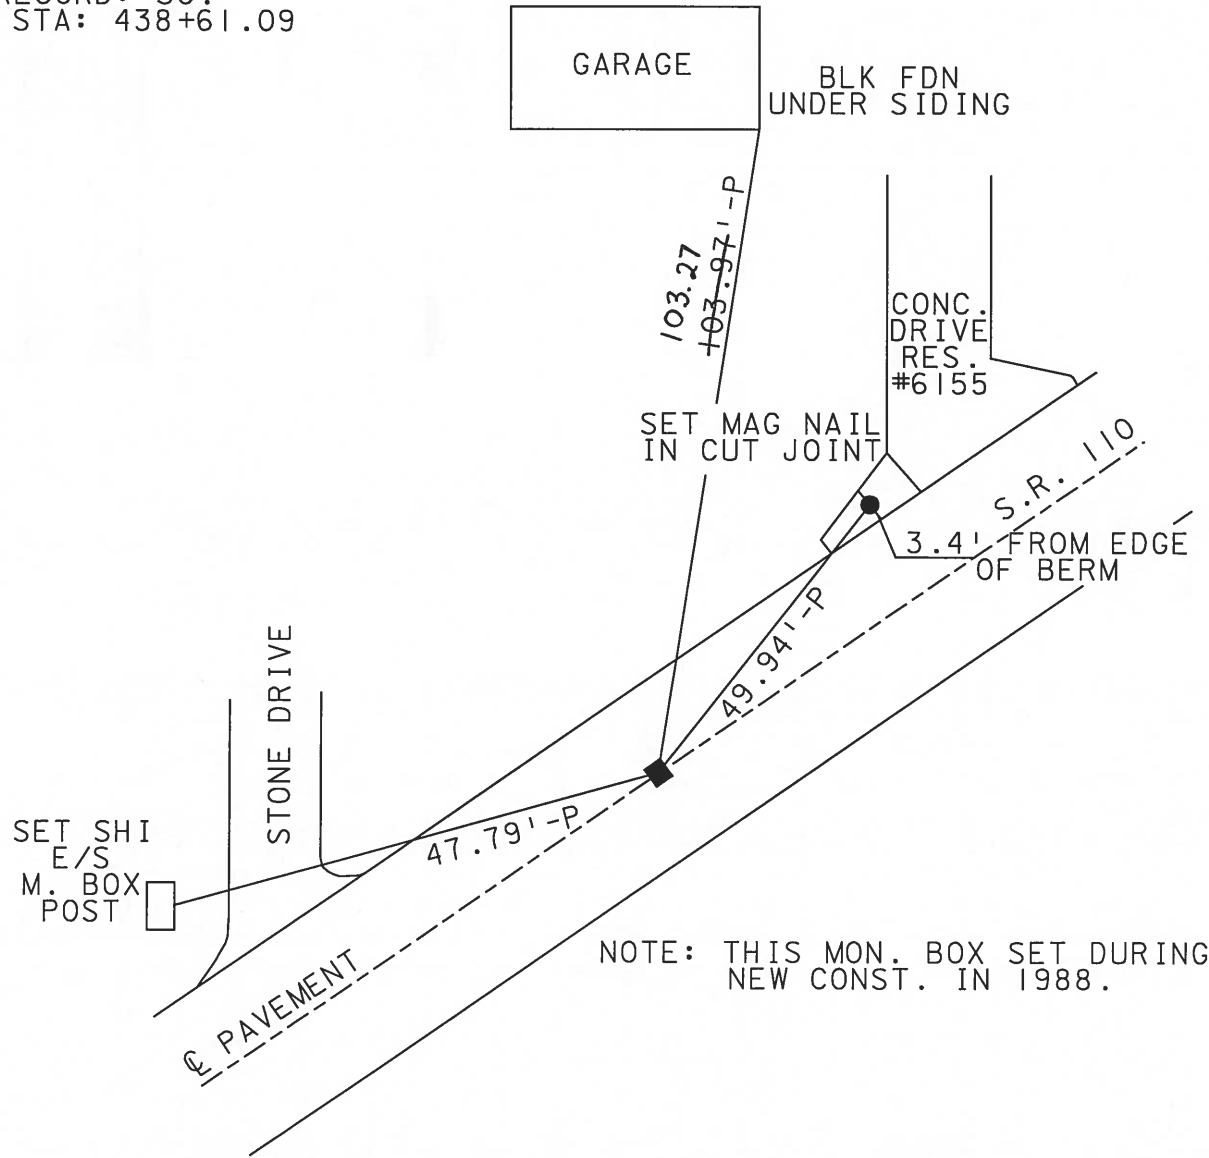 STA: 438+61.09
GARAGE
BLK FDN
UNDER SIDING
103.27
103.97'-P
CONC.
DRIVE
RES.
#6155
SET MAG NAIL
IN CUT JOINT
S.R. 110
3.4' FROM EDGE
OF BERM
49.94'-P
STONE DRIVE
47.79'-P
SET SHI
E/S
M. BOX
POST
NOTE: THIS MON. BOX SET DURING
NEW CONST. IN 1988.
℄ PAVEMENT